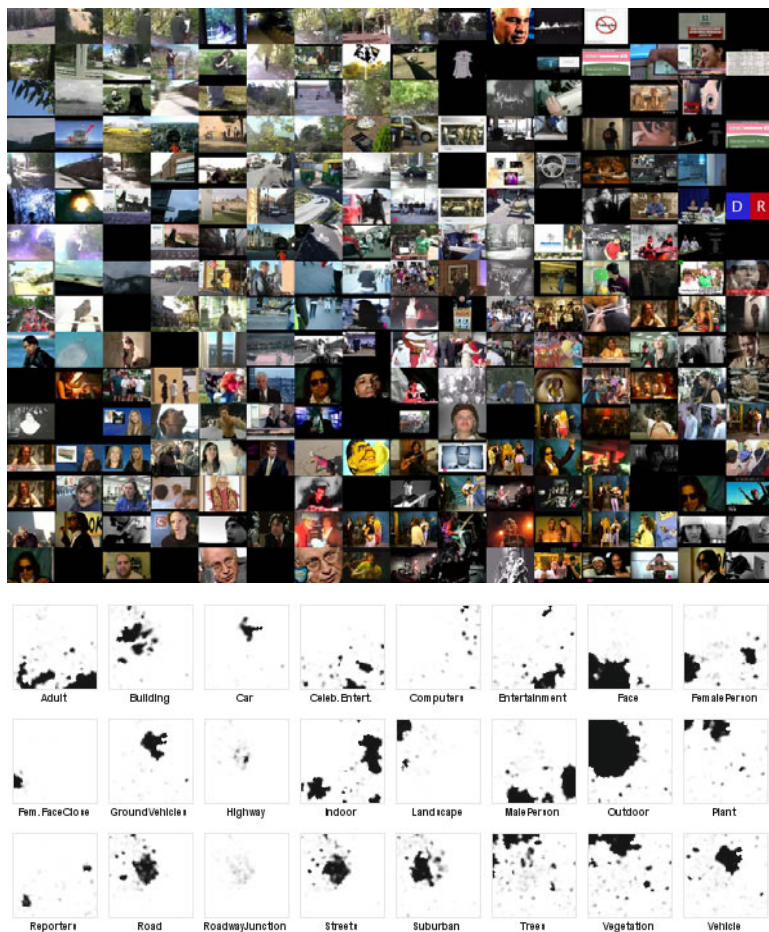 D R
Adult Building Car Celeb. Entert. Computers Entertainment Face FemalePerson
Fem. FaceClose GroundVehicles Highway Indoor Landscape MalePerson Outdoor Plant
Reporters Road RoadwayJunction Streets Suburban Trees Vegetation Vehicle